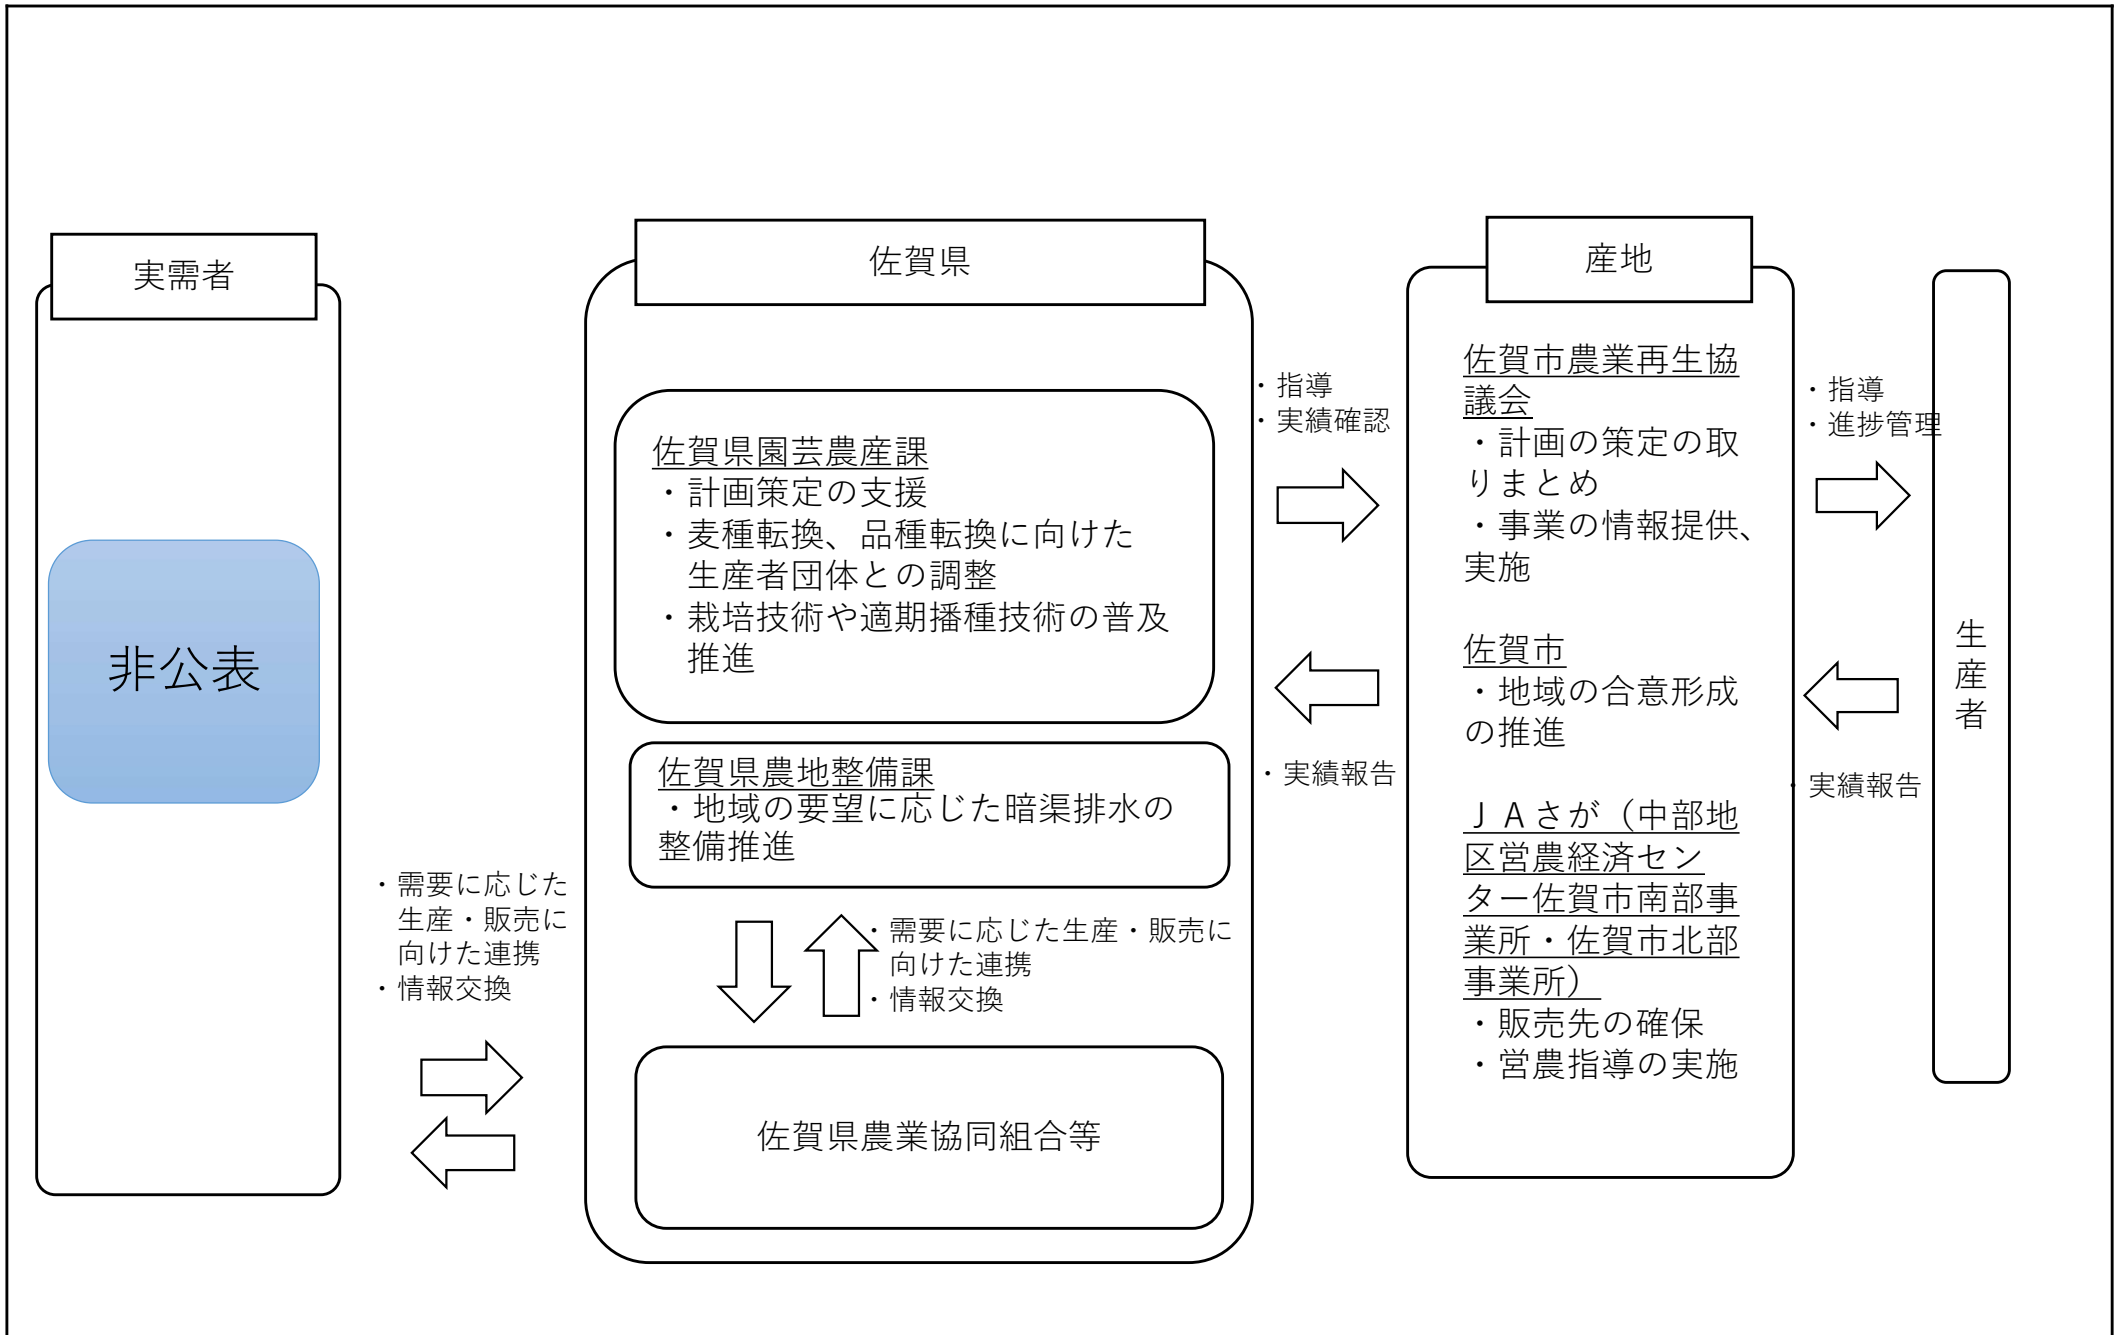 実需者
非公表
・需要に応じた
生産・販売に
向けた連携
・情報交換
佐賀県
佐賀県園芸農産課
・計画策定の支援
・麦種転換、品種転換に向けた
生産者団体との調整
・栽培技術や適期播種技術の普及
推進
佐賀県農地整備課
・地域の要望に応じた暗渠排水の
整備推進
・需要に応じた生産・販売に
向けた連携
・情報交換
佐賀県農業協同組合等
・指導
・実績確認
・実績報告
産地
佐賀市農業再生協
議会
・計画の策定の取
りまとめ
・事業の情報提供、
実施
佐賀市
・地域の合意形成
の推進
ＪＡさが（中部地
区営農経済セン
ター佐賀市南部事
業所・佐賀市北部
事業所）
・販売先の確保
・営農指導の実施
・指導
・進捗管理
・実績報告
生産者